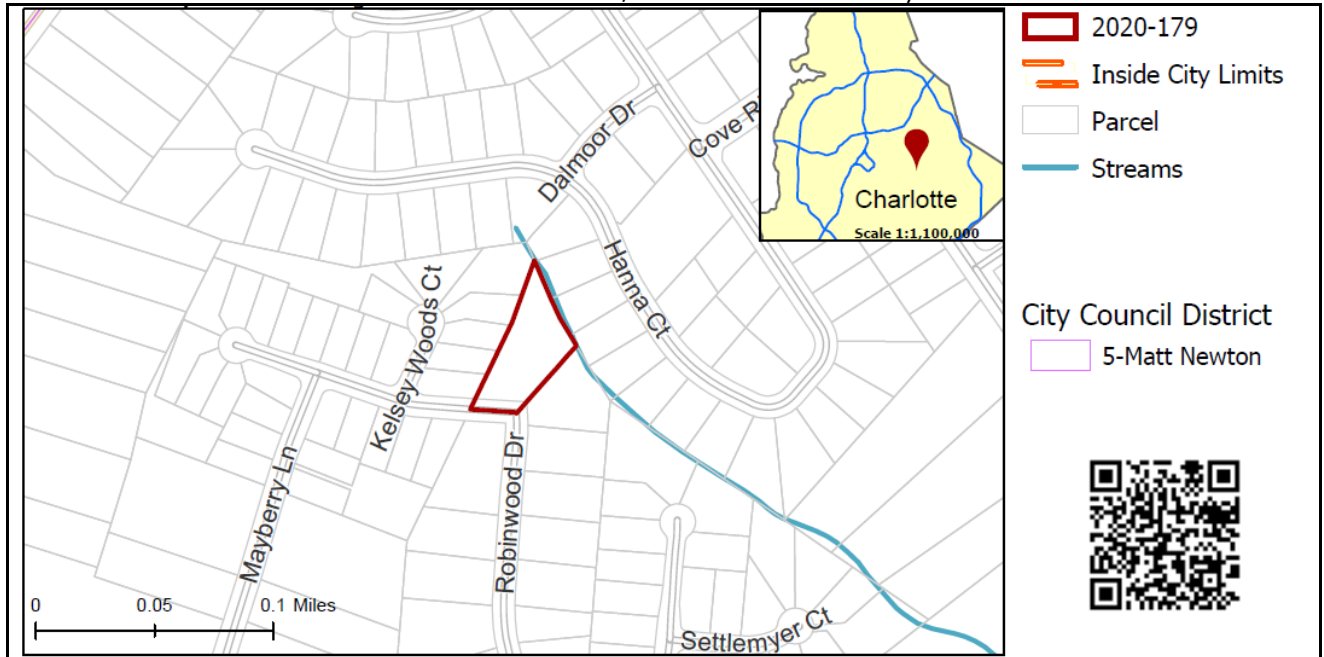 Dalmoor Dr
Cove R
Hanna Ct
Kelsey Woods Ct
Mayberry Ln
Robinwood Dr
Settlemyer Ct
0 0.05 0.1 Miles
Charlotte
Scale 1:1,100,000
2020-179
Inside City Limits
Parcel
Streams
City Council District
5-Matt Newton